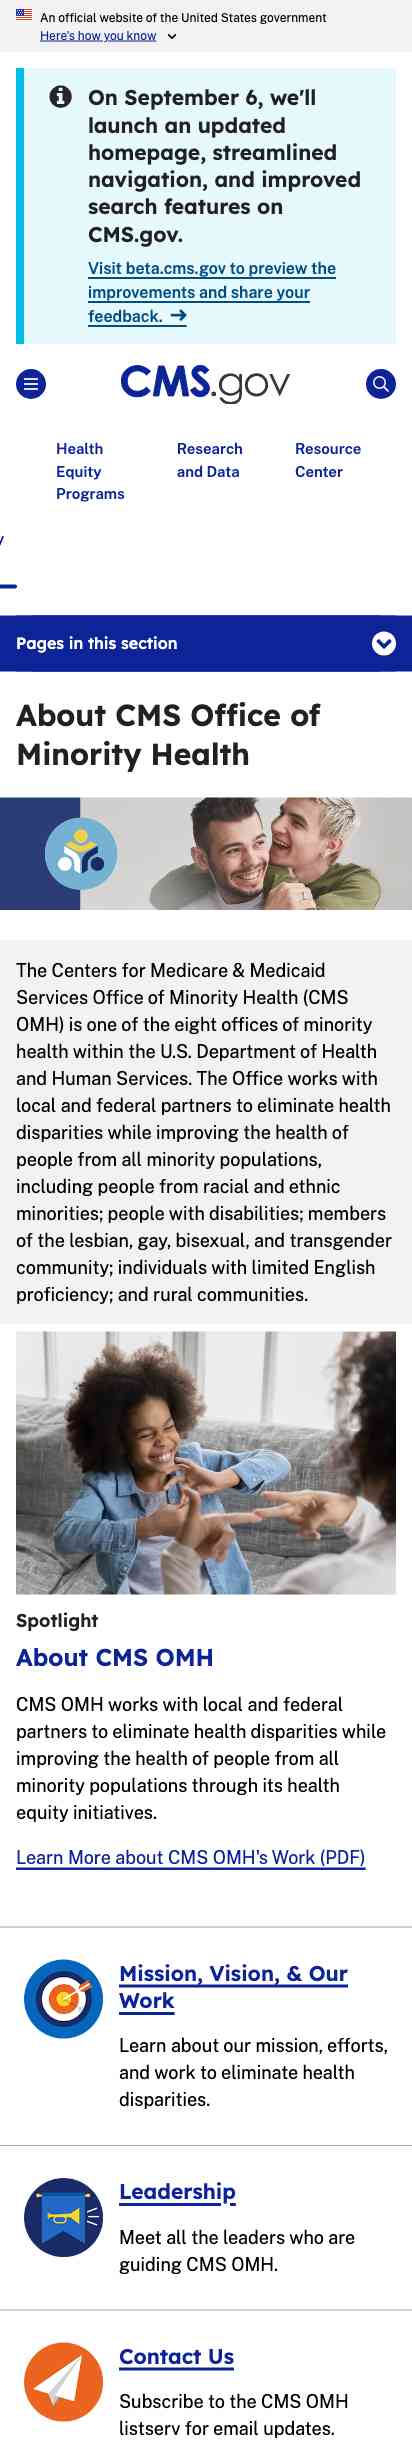 An official website of the United States government
Here's how you know
On September 6, we'll
launch an updated
homepage, streamlined
navigation, and improved
search features on
CMS.gov.
Visit beta.cms.gov to preview the
improvements and share your
feedback. →
CMS.gov
Health
Equity
Programs
Research
and Data
Resource
Center
y
Pages in this section
About CMS Office of
Minority Health
The Centers for Medicare & Medicaid
Services Office of Minority Health (CMS
OMH) is one of the eight offices of minority
health within the U.S. Department of Health
and Human Services. The Office works with
local and federal partners to eliminate health
disparities while improving the health of
people from all minority populations,
including people from racial and ethnic
minorities; people with disabilities; members
of the lesbian, gay, bisexual, and transgender
community; individuals with limited English
proficiency; and rural communities.
Spotlight
About CMS OMH
CMS OMH works with local and federal
partners to eliminate health disparities while
improving the health of people from all
minority populations through its health
equity initiatives.
Learn More about CMS OMH's Work (PDF)
Mission, Vision, & Our
Work
Learn about our mission, efforts,
and work to eliminate health
disparities.
Leadership
Meet all the leaders who are
guiding CMS OMH.
Contact Us
Subscribe to the CMS OMH
listserv for email updates.